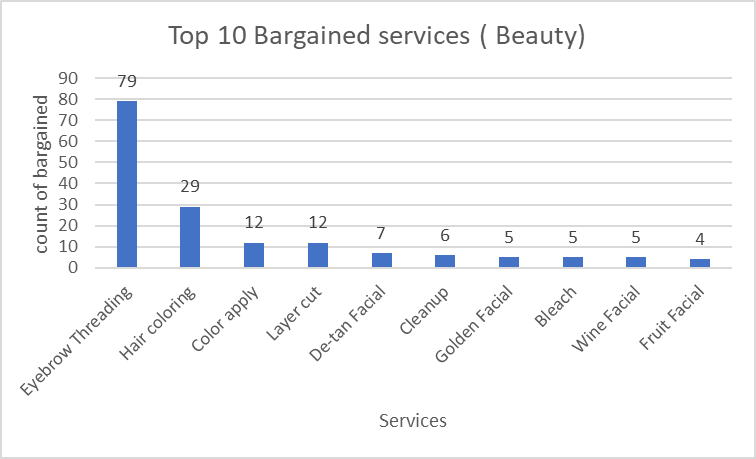 Top 10 Bargained services ( Beauty)
count of bargained
90
80
70
60
50
40
30
20
10
0
79
29
12
12
7
6
5
5
5
4
Eyebrow Threading
Hair coloring
Color apply
Layer cut
De-tan Facial
Cleanup
Golden Facial
Bleach
Wine Facial
Fruit Facial
Services